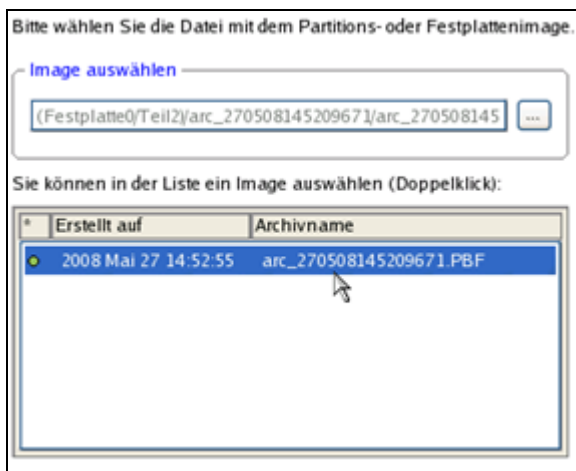 Bitte wählen Sie die Datei mit dem Partitions- oder Festplattenimage.
Image auswählen
(Festplatte0/Teil2)/arc_270508145209671/arc_270508145 ...
Sie können in der Liste ein Image auswählen (Doppelklick):
* Erstellt auf Archivname
2008 Mai 27 14:52:55 arc_270508145209671.PBF